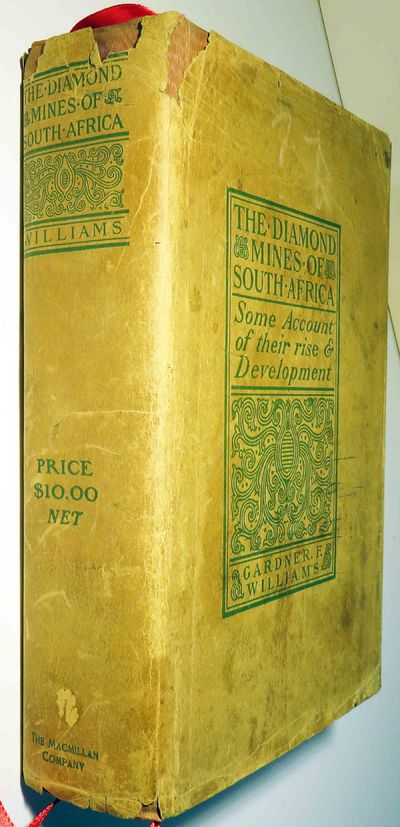 THE·DIAMOND
MINES·OF
SOUTH·AFRICA
WILLIAMS
PRICE
$10.00
NET
THE MACMILLAN
COMPANY
THE·DIAMOND
MINES·OF
SOUTH·AFRICA
Some Account
of their rise &
Development
GARDNER. F.
WILLIAMS